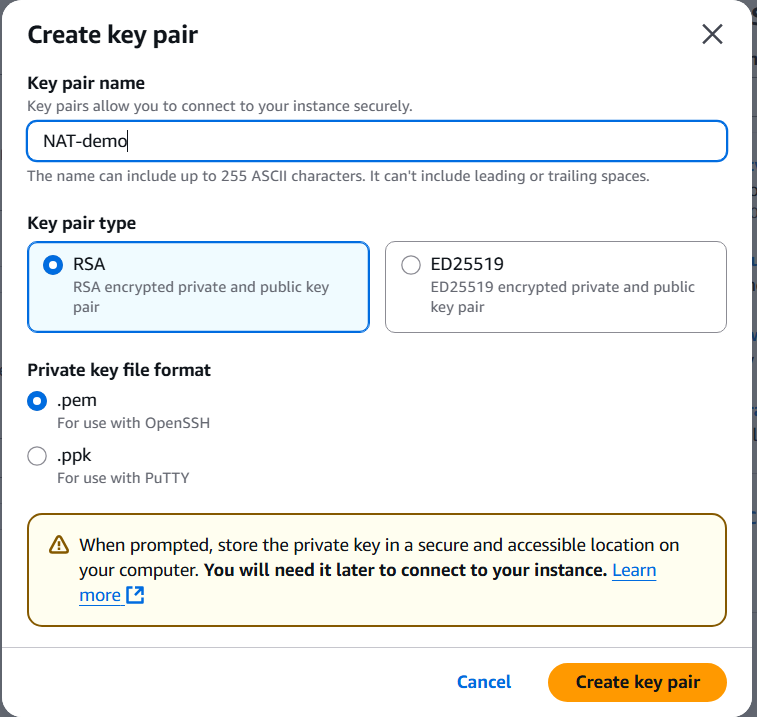 Create key pair
Key pair name
Key pairs allow you to connect to your instance securely.
NAT-demo
The name can include up to 255 ASCII characters. It can't include leading or trailing spaces.
Key pair type
RSA
RSA encrypted private and public key
pair
ED25519
ED25519 encrypted private and public
key pair
Private key file format
.pem
For use with OpenSSH
.ppk
For use with PuTTY
When prompted, store the private key in a secure and accessible location on
your computer. You will need it later to connect to your instance. Learn
more
Cancel
Create key pair